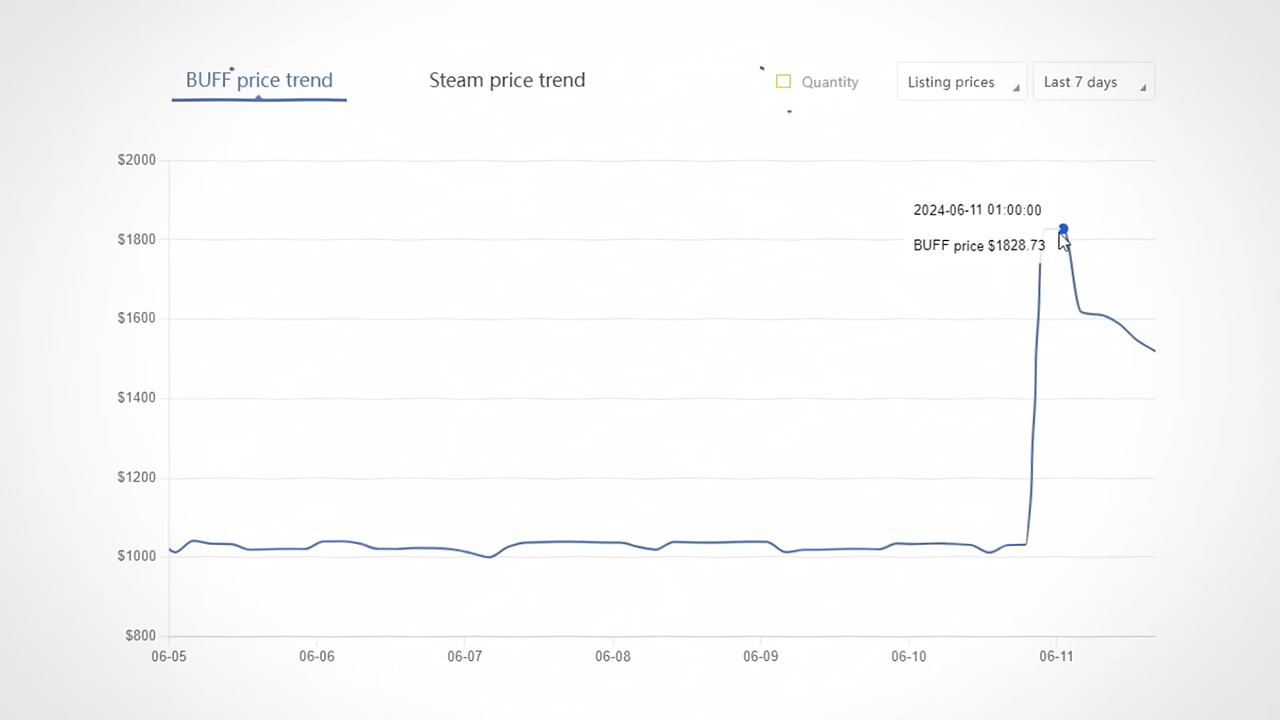 BUFF price trend
Steam price trend
Quantity
Listing prices
Last 7 days
$2000
2024-06-11 01:00:00
$1800
BUFF price $1828.73
$1600
$1400
$1200
$1000
$800
06-05
06-06
06-07
06-08
06-09
06-10
06-11